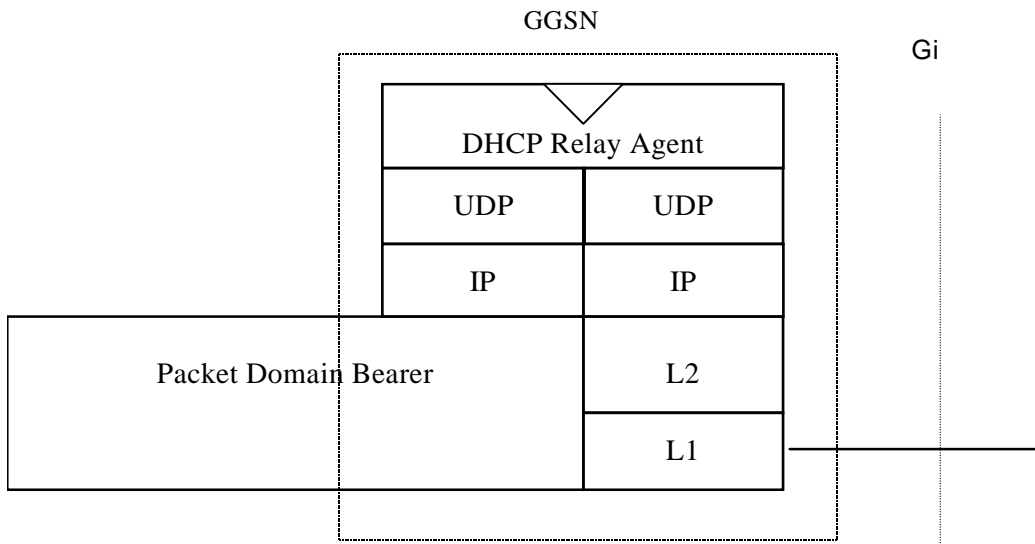 GGSN
Gi
DHCP Relay Agent
UDP UDP
IP IP
Packet Domain Bearer L2
L1